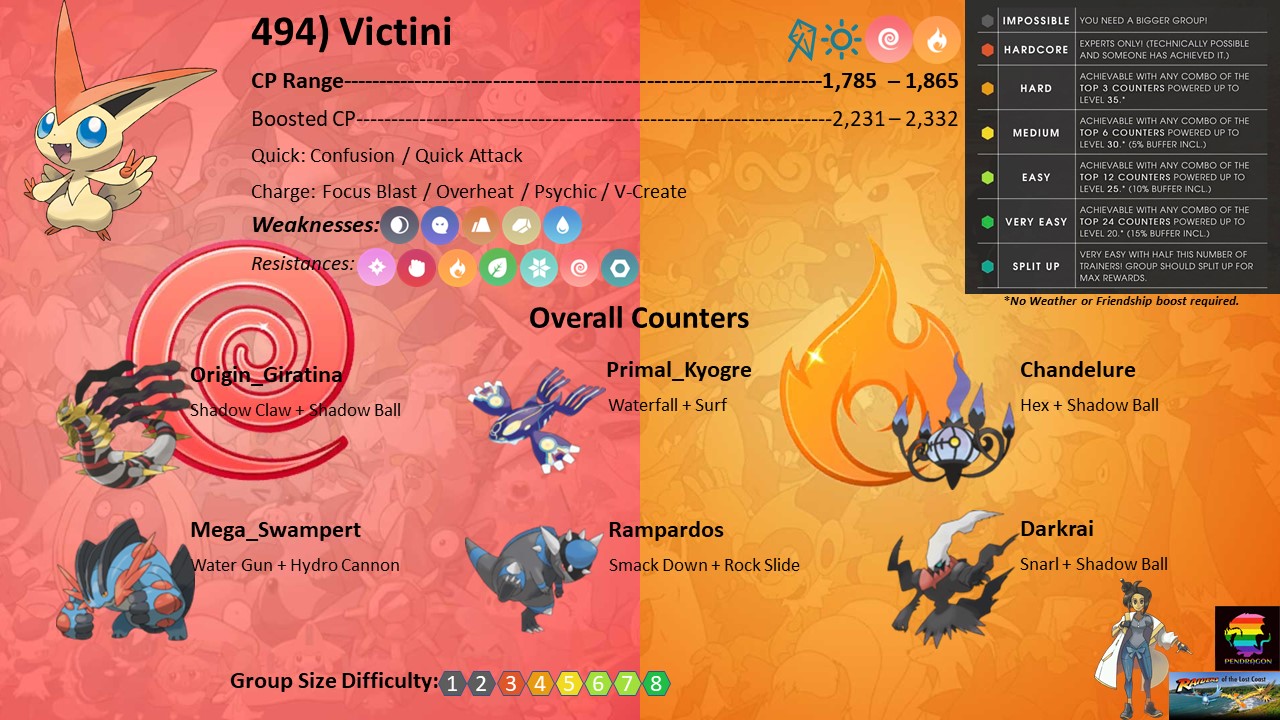 494) Victini
CP Range--------------------------------------------------------------------------------1,785 – 1,865
Boosted CP--------------------------------------------------------------------------------2,231 – 2,332
Quick: Confusion / Quick Attack
Charge: Focus Blast / Overheat / Psychic / V-Create
Weaknesses:
Resistances:
IMPOSSIBLE YOU NEED A BIGGER GROUP!
HARDCORE EXPERTS ONLY! (TECHNICALLY POSSIBLE
AND SOMEONE HAS ACHIEVED IT.)
HARD ACHIEVABLE WITH ANY COMBO OF THE
TOP 3 COUNTERS POWERED UP TO
LEVEL 35.*
MEDIUM ACHIEVABLE WITH ANY COMBO OF THE
TOP 6 COUNTERS POWERED UP TO
LEVEL 30.* (5% BUFFER INCL.)
EASY ACHIEVABLE WITH ANY COMBO OF THE
TOP 12 COUNTERS POWERED UP TO
LEVEL 25.* (10% BUFFER INCL.)
VERY EASY ACHIEVABLE WITH ANY COMBO OF THE
TOP 24 COUNTERS POWERED UP TO
LEVEL 20.* (15% BUFFER INCL.)
SPLIT UP VERY EASY WITH HALF THIS NUMBER OF
TRAINERS! GROUP SHOULD SPLIT UP FOR
MAX REWARDS.
*No Weather or Friendship boost required.
Overall Counters
Origin_Giratina
Shadow Claw + Shadow Ball
Primal_Kyogre
Waterfall + Surf
Chandelure
Hex + Shadow Ball
Mega_Swampert
Water Gun + Hydro Cannon
Rampardos
Smack Down + Rock Slide
Darkrai
Snarl + Shadow Ball
Group Size Difficulty: 1 2 3 4 5 6 7 8
PENDRAGON
RAIDERS of the Lost Coast